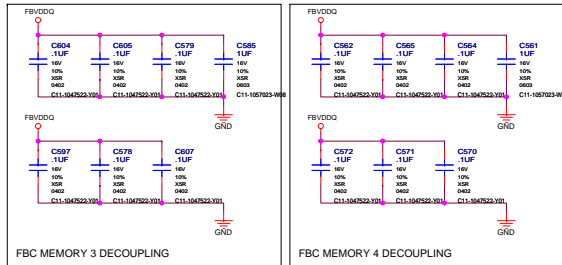 FBVDDQ
C604
.1UF
16V
10%
X5R
0402
C11-1047522-Y01
C605
.1UF
16V
10%
X5R
0402
C11-1047522-Y01
C579
.1UF
16V
10%
X5R
0402
C11-1047522-Y01
C585
1UF
16V
10%
X5R
0603
C11-1057023-W08
GND
FBVDDQ
C597
.1UF
16V
10%
X5R
0402
C11-1047522-Y01
C578
.1UF
16V
10%
X5R
0402
C11-1047522-Y01
C607
.1UF
16V
10%
X5R
0402
C11-1047522-Y01
GND
FBC MEMORY 3 DECOUPLING
FBVDDQ
C562
.1UF
16V
10%
X5R
0402
C11-1047522-Y01
C565
.1UF
16V
10%
X5R
0402
C11-1047522-Y01
C564
.1UF
16V
10%
X5R
0402
C11-1047522-Y01
C561
1UF
16V
10%
X5R
0603
C11-1057023-W
GND
FBVDDQ
C572
.1UF
16V
10%
X5R
0402
C11-1047522-Y01
C571
.1UF
16V
10%
X5R
0402
C11-1047522-Y01
C570
.1UF
16V
10%
X5R
0402
C11-1047522-Y01
GND
FBC MEMORY 4 DECOUPLING